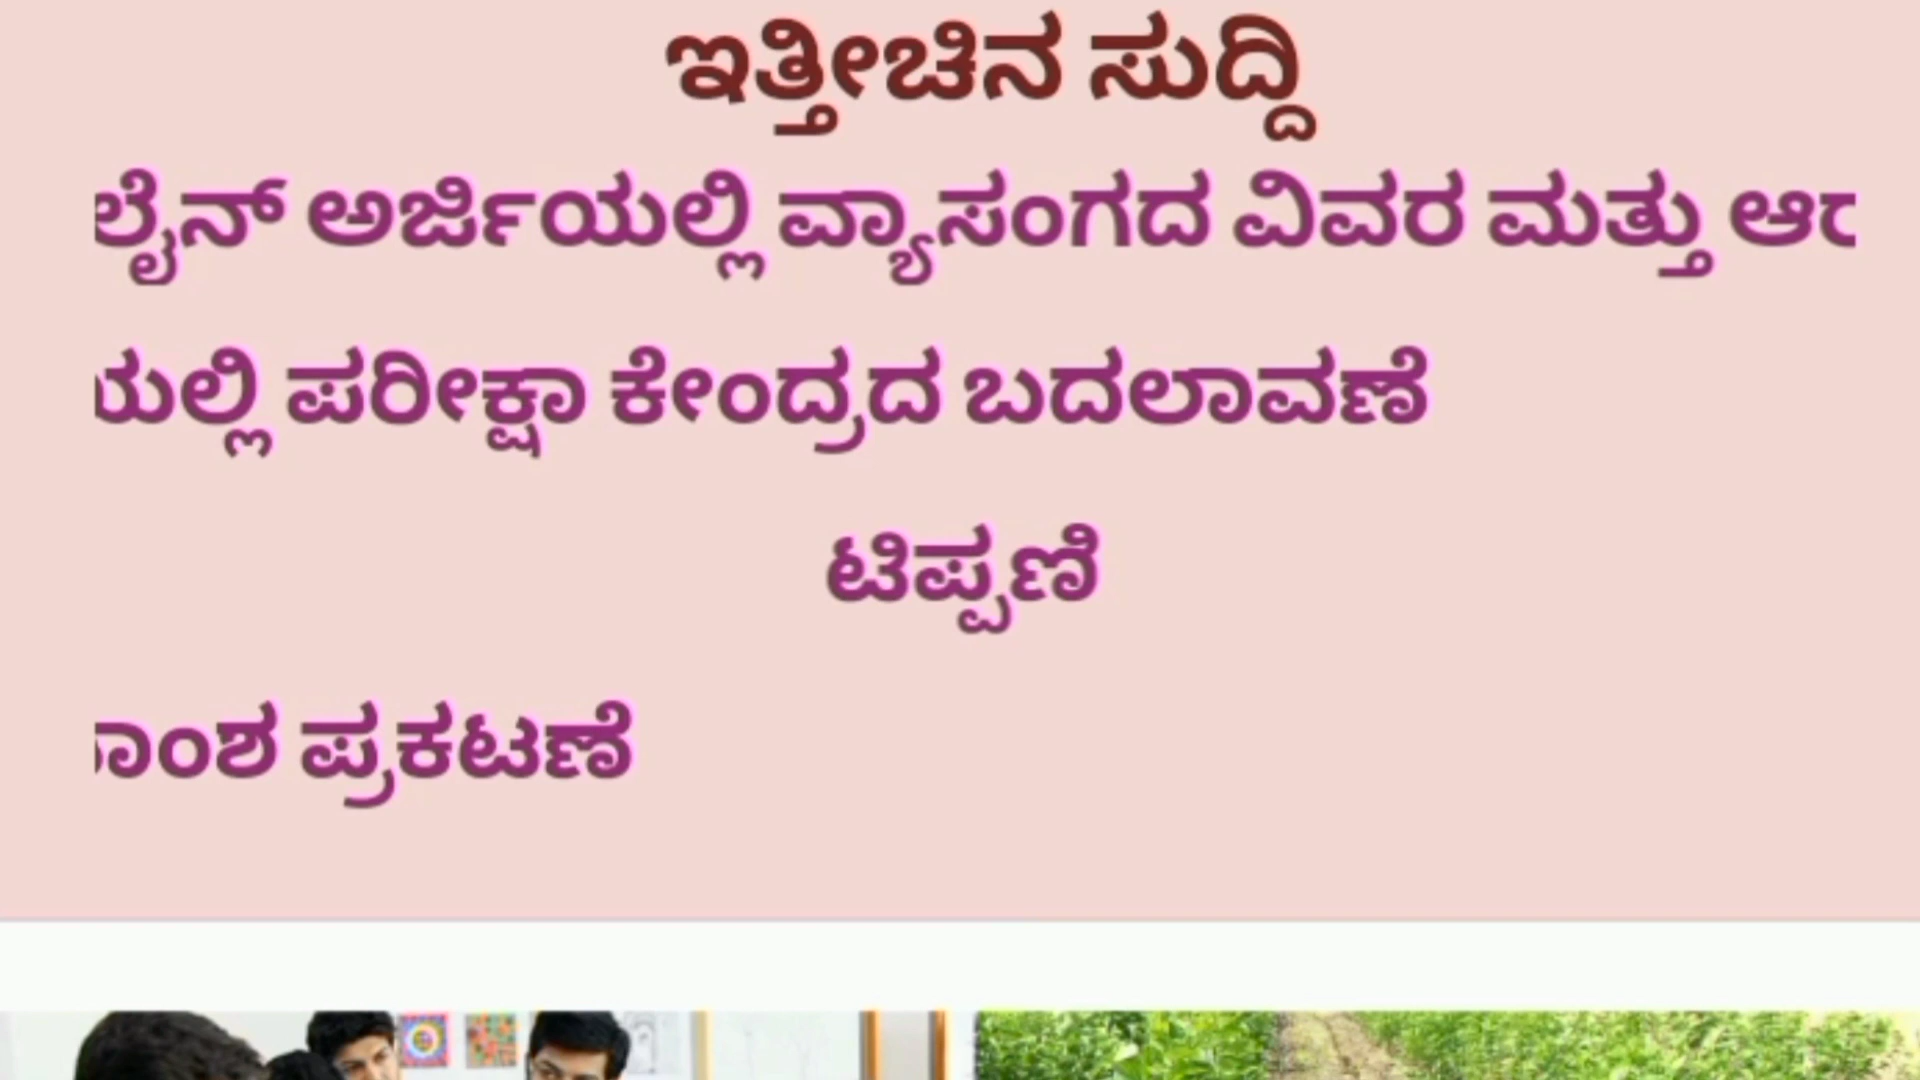 ಇತ್ತೀಚಿನ ಸುದ್ದಿ
ಲೈನ್ ಅರ್ಜಿಯಲ್ಲಿ ವ್ಯಾಸಂಗದ ವಿವರ ಮತ್ತು
ಯಲ್ಲಿ ಪರೀಕ್ಷಾ ಕೇಂದ್ರದ ಬದಲಾವಣೆ
ಟಿಪ್ಪಣಿ
ಪ್ರಕಟಣೆ